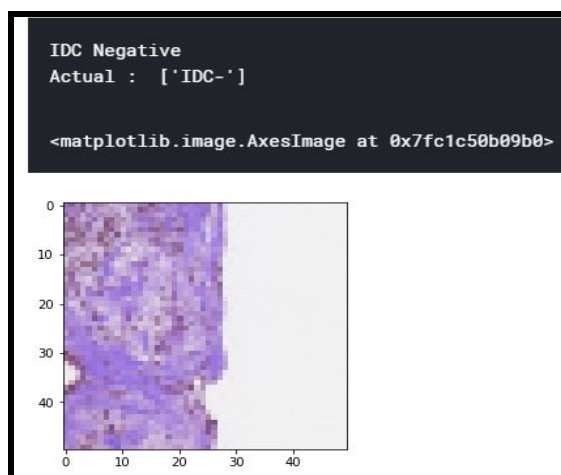 IDC Negative
Actual :  ['IDC-']
<matplotlib.image.AxesImage at 0x7fc1c50b09b0>
0
10
20
30
40
0 10 20 30 40